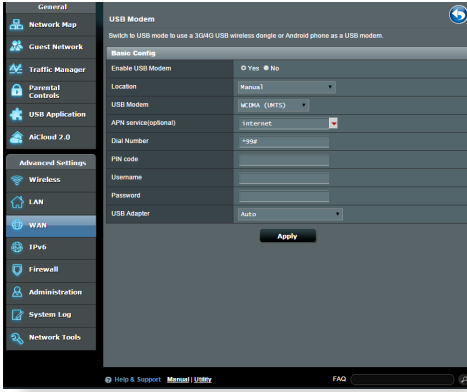 General
Network Map
Guest Network
Traffic Manager
Parental
Controls
USB Application
AiCloud 2.0
Advanced Settings
Wireless
LAN
WAN
IPv6
Firewall
Administration
System Log
Network Tools
USB Modem
Switch to USB mode to use a 3G/4G USB wireless dongle or Android phone as a USB modem.
Basic Config
Enable USB Modem Yes No
Location Manual
USB Modem WCDMA (UMTS)
APN service(optional) internet
Dial Number *99#
PIN code
Username
Password
USB Adapter Auto
Apply
Help & Support Manual | Utility FAQ